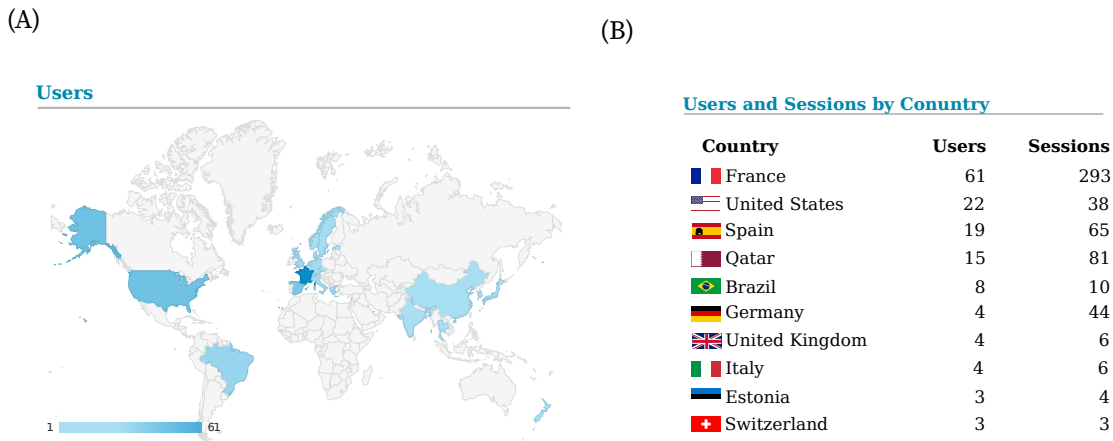 (A)
Users
1 61
(B)
Users and Sessions by Conuntry
Country Users Sessions
France 61 293
United States 22 38
Spain 19 65
Qatar 15 81
Brazil 8 10
Germany 4 44
United Kingdom 4 6
Italy 4 6
Estonia 3 4
Switzerland 3 3